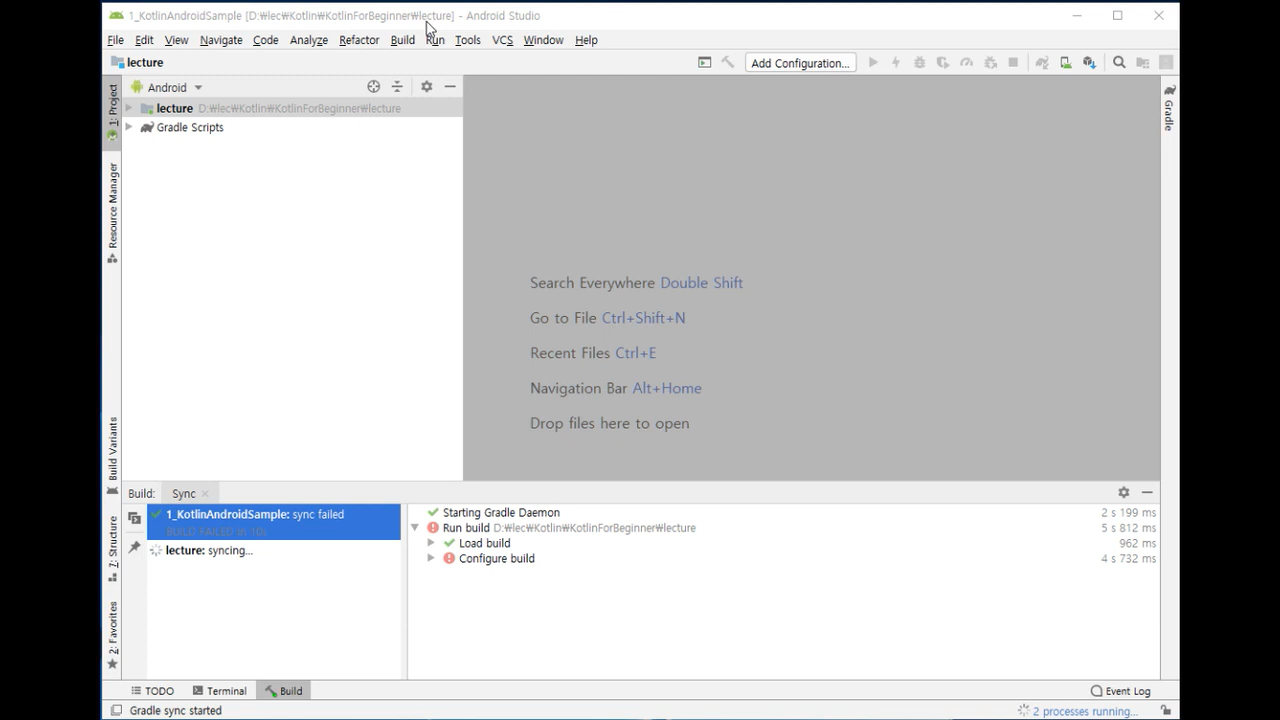 1_KotlinAndroidSample [D:₩lec₩Kotlin₩KotlinForBeginner₩lecture] - Android Studio
File Edit View Navigate Code Analyze Refactor Build Run Tools VCS Window Help
lecture
Add Configuration...
1: Project
Android
lecture D:₩lec₩Kotlin₩KotlinForBeginner₩lecture
Gradle Scripts
Gradle
Resource Manager
Search Everywhere Double Shift
Go to File Ctrl+Shift+N
Recent Files Ctrl+E
Navigation Bar Alt+Home
Drop files here to open
Build Variants
Build: Sync
1_KotlinAndroidSample: sync failed
BUILD FAILED in 10s
lecture: syncing...
Starting Gradle Daemon 2 s 199 ms
Run build D:₩lec₩Kotlin₩KotlinForBeginner₩lecture 5 s 812 ms
Load build 962 ms
Configure build 4 s 732 ms
7: Structure
2: Favorites
TODO Terminal Build Event Log
Gradle sync started 2 processes running...